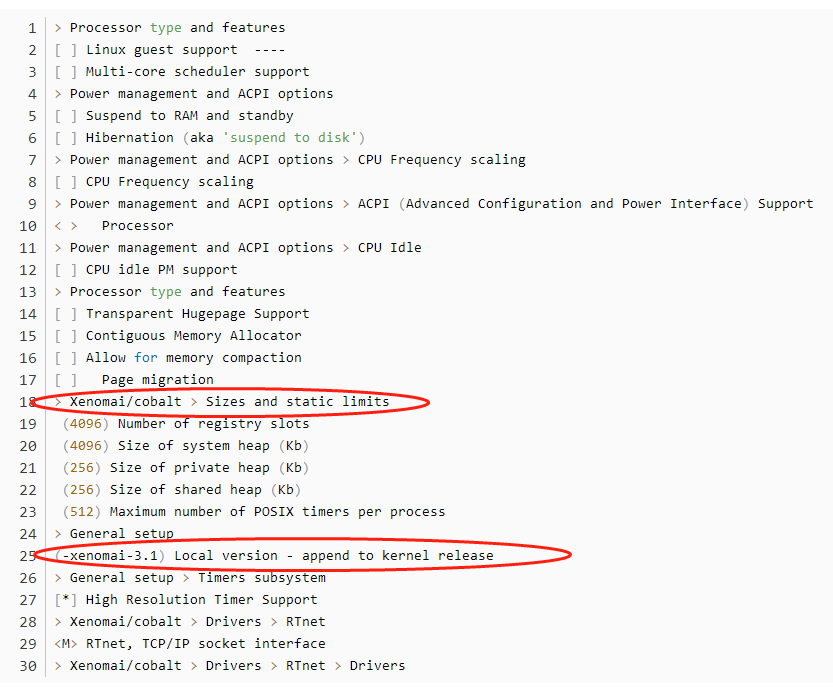 1 > Processor type and features
2 [ ] Linux guest support  ----
3 [ ] Multi-core scheduler support
4 > Power management and ACPI options
5 [ ] Suspend to RAM and standby
6 [ ] Hibernation (aka 'suspend to disk')
7 > Power management and ACPI options > CPU Frequency scaling
8 [ ] CPU Frequency scaling
9 > Power management and ACPI options > ACPI (Advanced Configuration and Power Interface) Support
10 < >   Processor
11 > Power management and ACPI options > CPU Idle
12 [ ] CPU idle PM support
13 > Processor type and features
14 [ ] Transparent Hugepage Support
15 [ ] Contiguous Memory Allocator
16 [ ] Allow for memory compaction
17 [ ]   Page migration
18 > Xenomai/cobalt > Sizes and static limits
19  (4096) Number of registry slots
20  (4096) Size of system heap (Kb)
21  (256) Size of private heap (Kb)
22  (256) Size of shared heap (Kb)
23  (512) Maximum number of POSIX timers per process
24 > General setup
25 (-xenomai-3.1) Local version - append to kernel release
26 > General setup > Timers subsystem
27 [*] High Resolution Timer Support
28 > Xenomai/cobalt > Drivers > RTnet
29 <M> RTnet, TCP/IP socket interface
30 > Xenomai/cobalt > Drivers > RTnet > Drivers